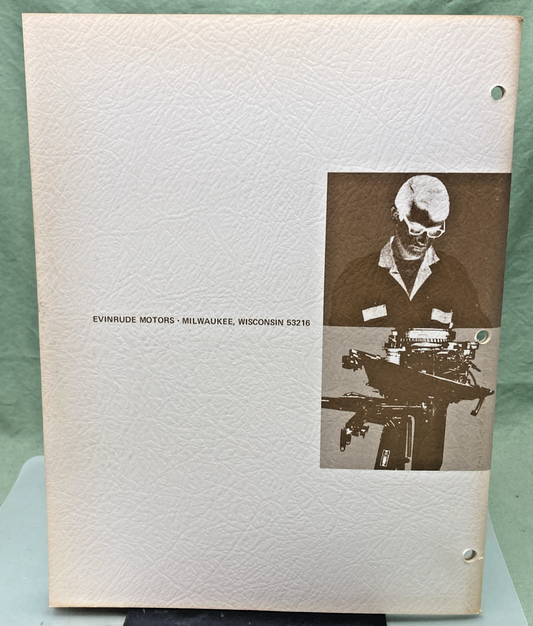 EVINRUDE MOTORS · MILWAUKEE, WISCONSIN 53216